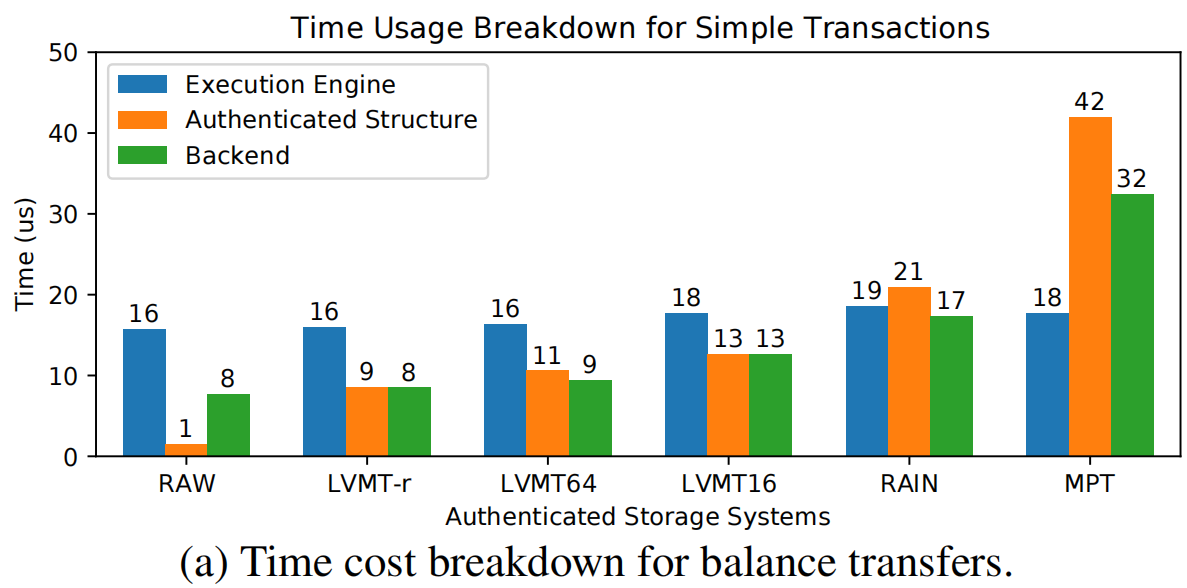 Time Usage Breakdown for Simple Transactions
50
40
30
20
10
0
Time (us)
Execution Engine
Authenticated Structure
Backend
16
1
8
16
9
8
16
11
9
18
13
13
19
21
17
18
42
32
RAW
LVMT-r
LVMT64
LVMT16
RAIN
MPT
Authenticated Storage Systems
(a) Time cost breakdown for balance transfers.